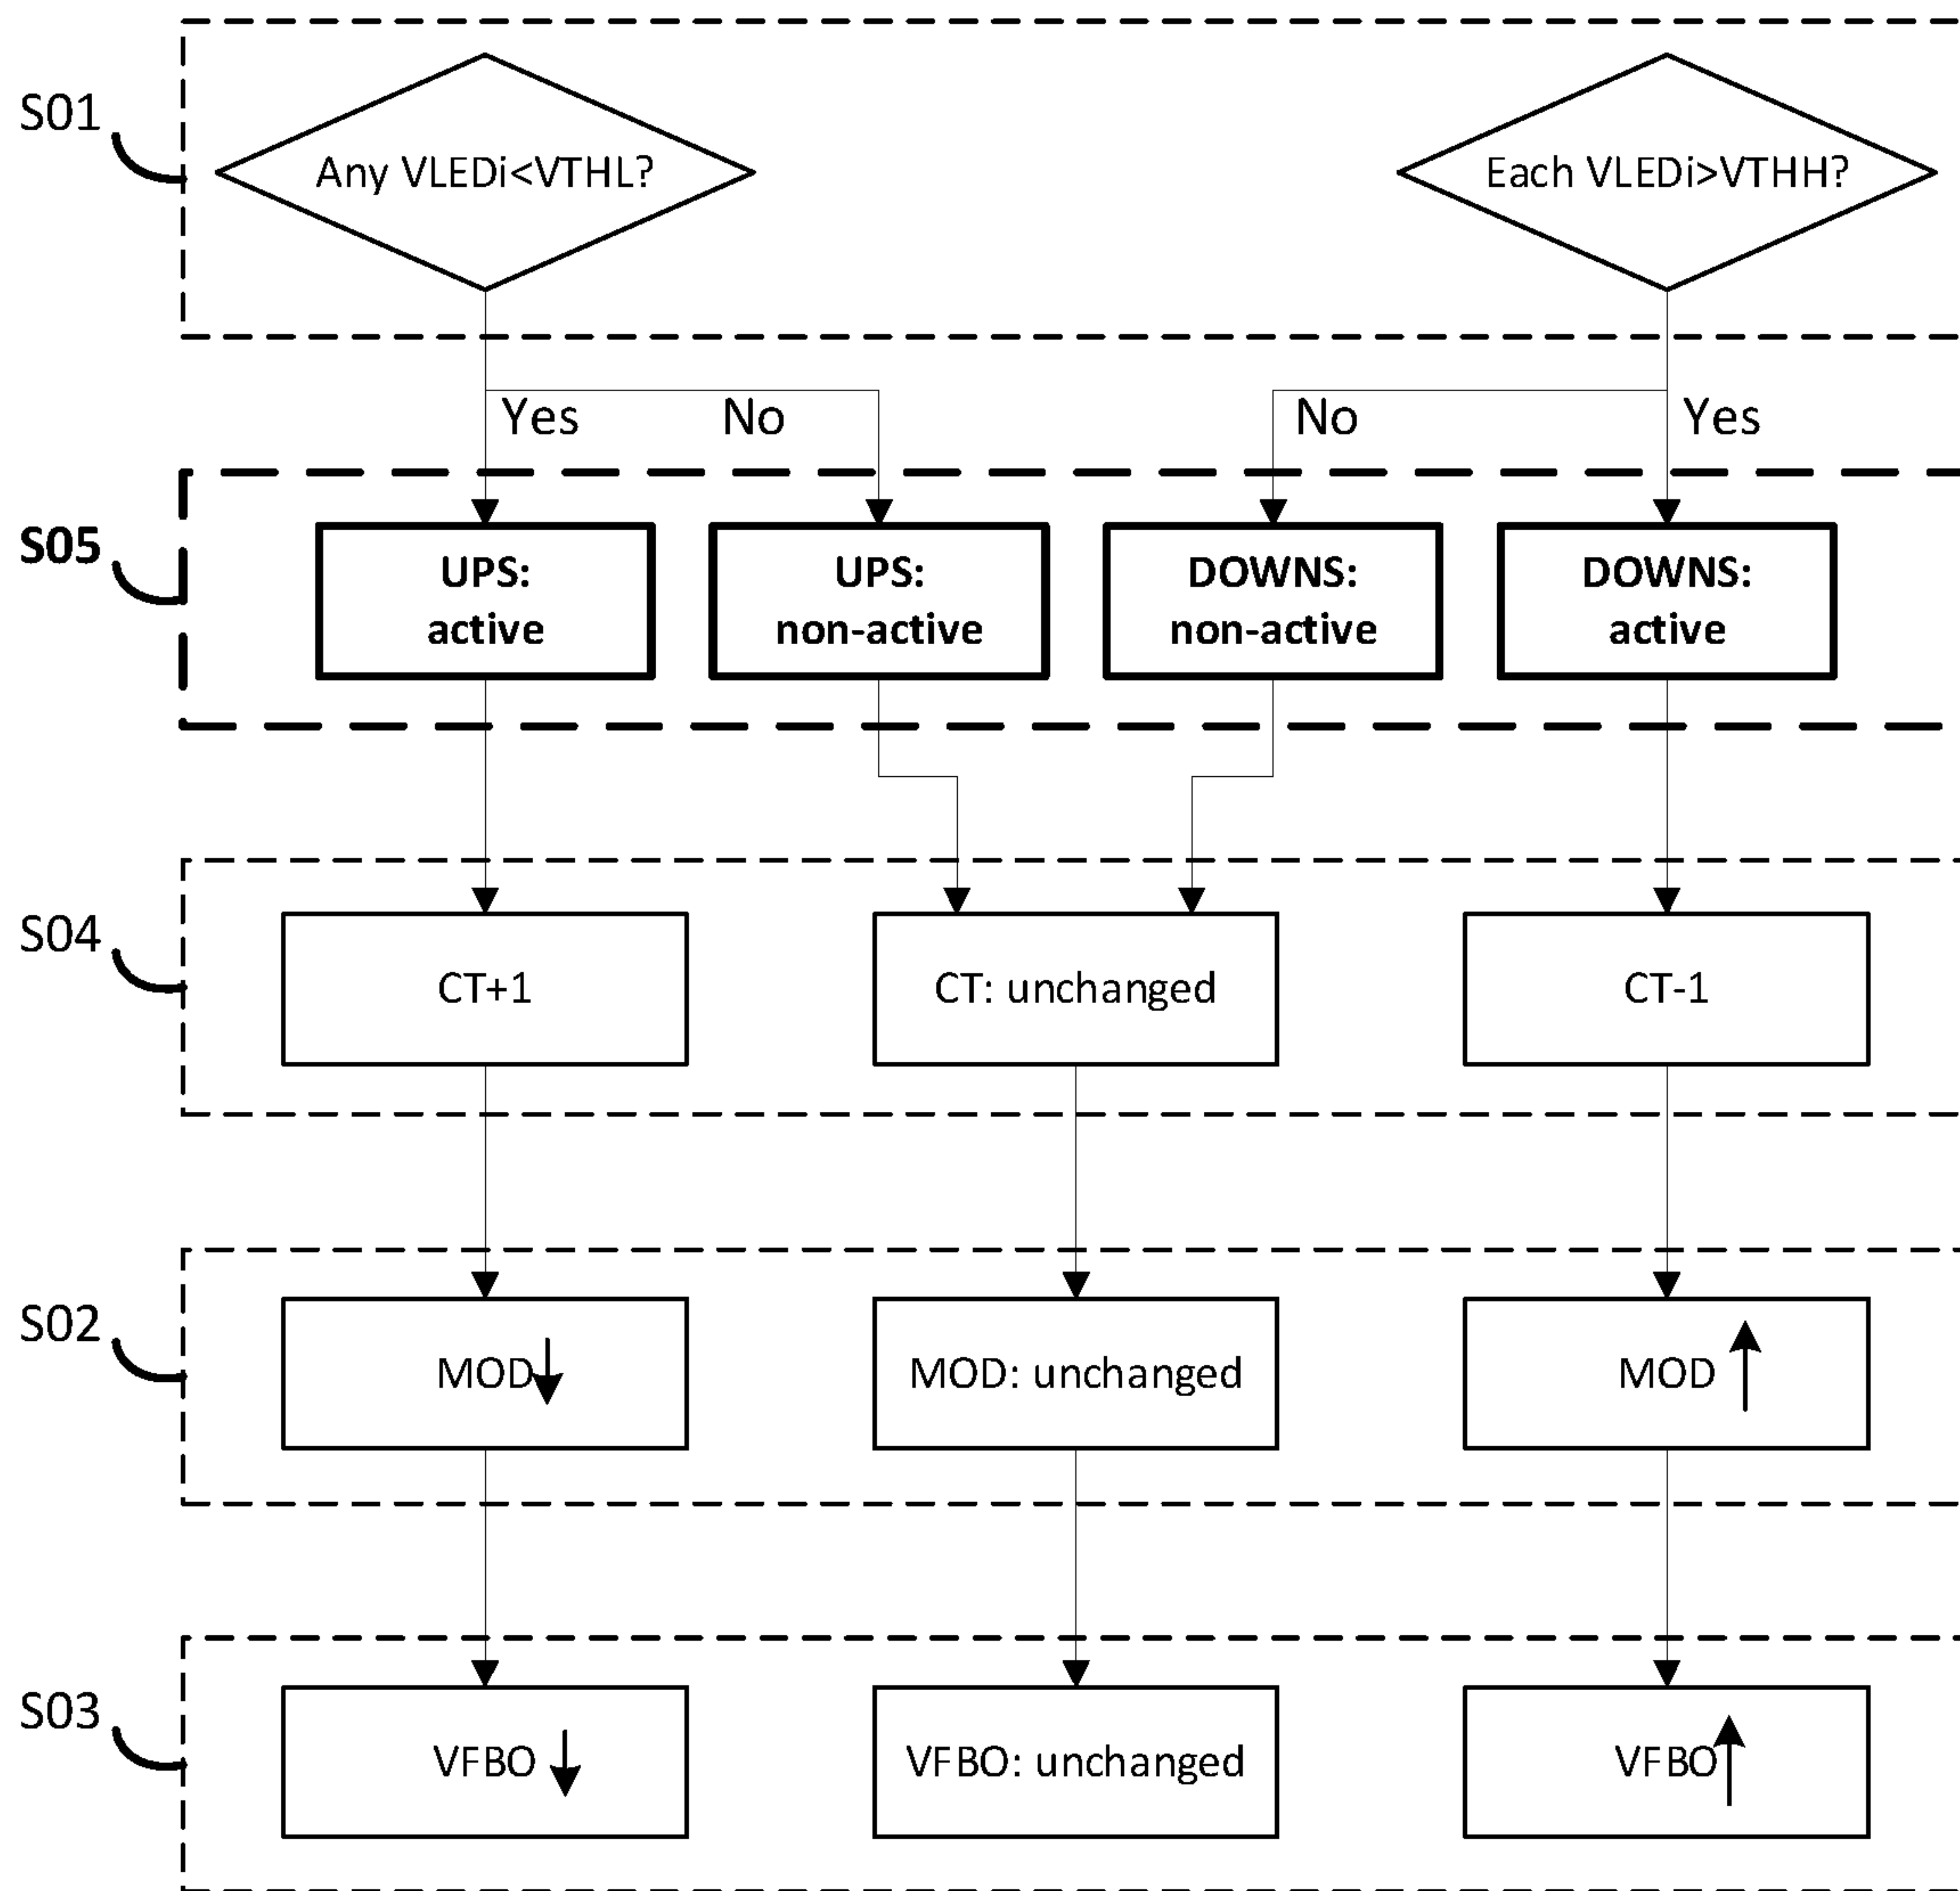 S01
Any VLEDi<VTHL?
Each VLEDi>VTHH?
Yes
No
No
Yes
S05
UPS:
active
UPS:
non-active
DOWNS:
non-active
DOWNS:
active
S04
CT+1
CT: unchanged
CT-1
S02
MOD
MOD: unchanged
MOD
S03
VFBO
VFBO: unchanged
VFBO